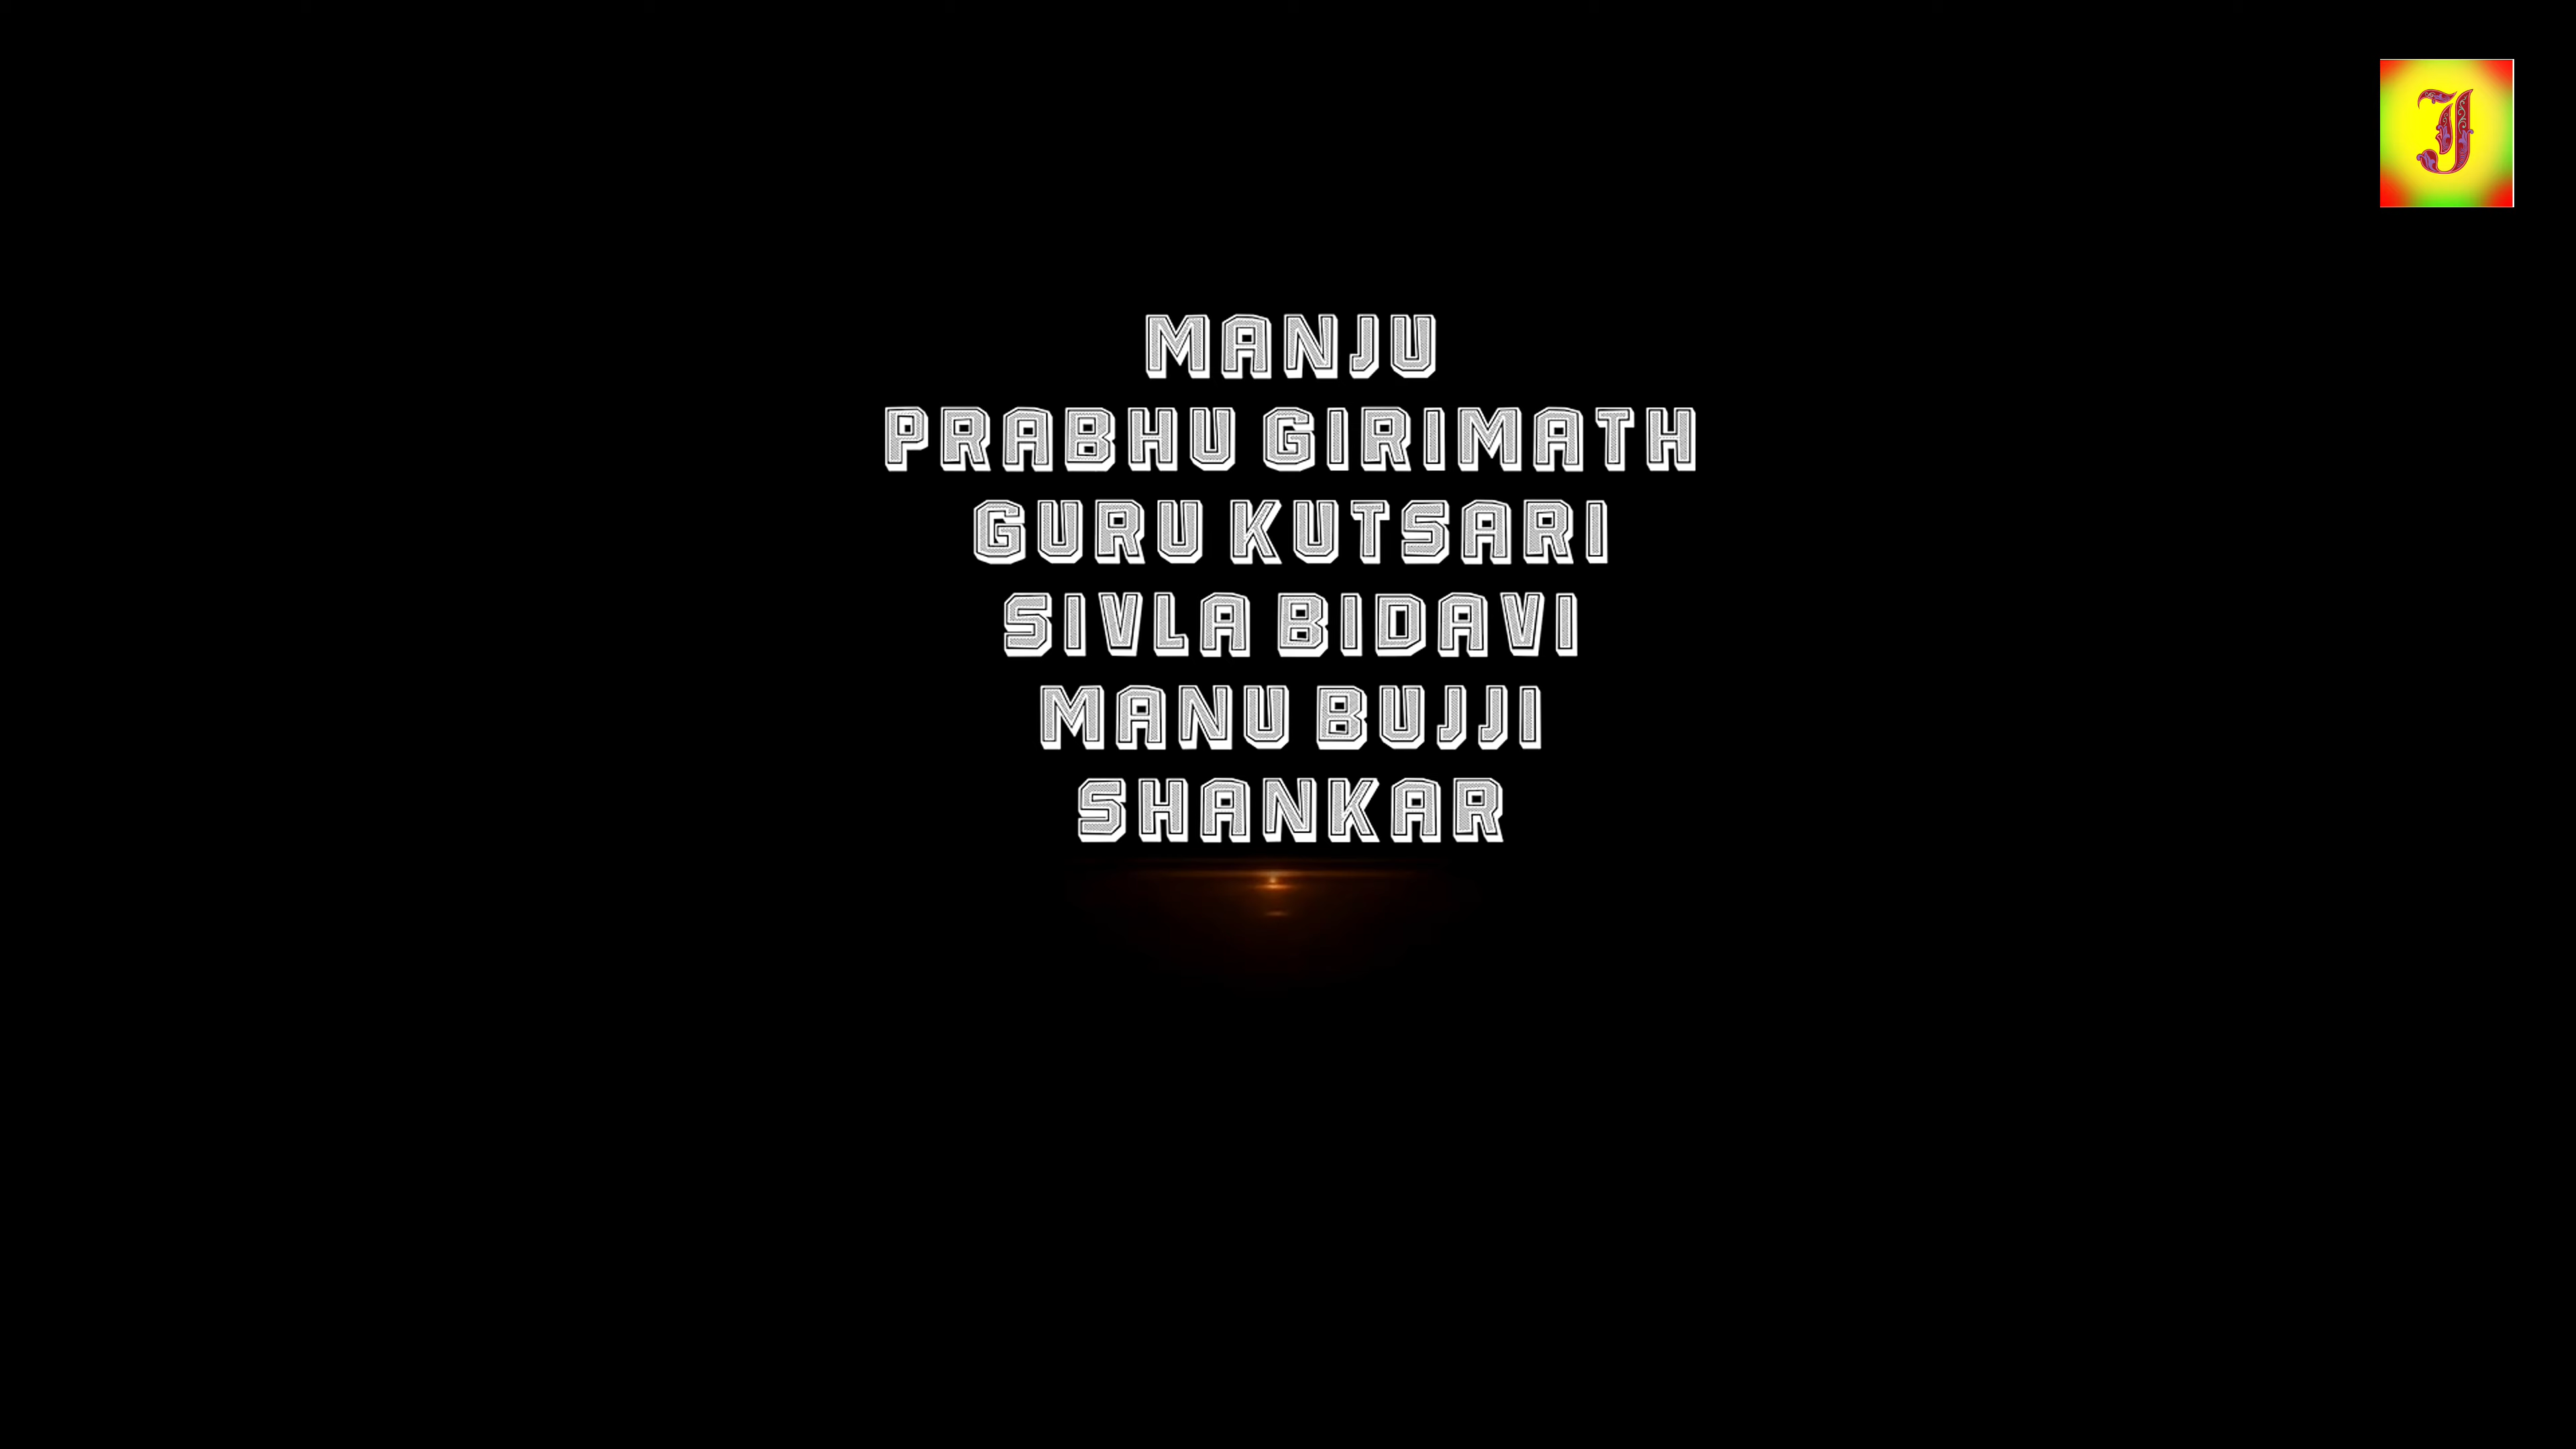 J
MANJU
PRABHU GIRIMATH
GURU KUTSARI
SIVLA BIDAVI
MANU BUJJI
SHANKAR